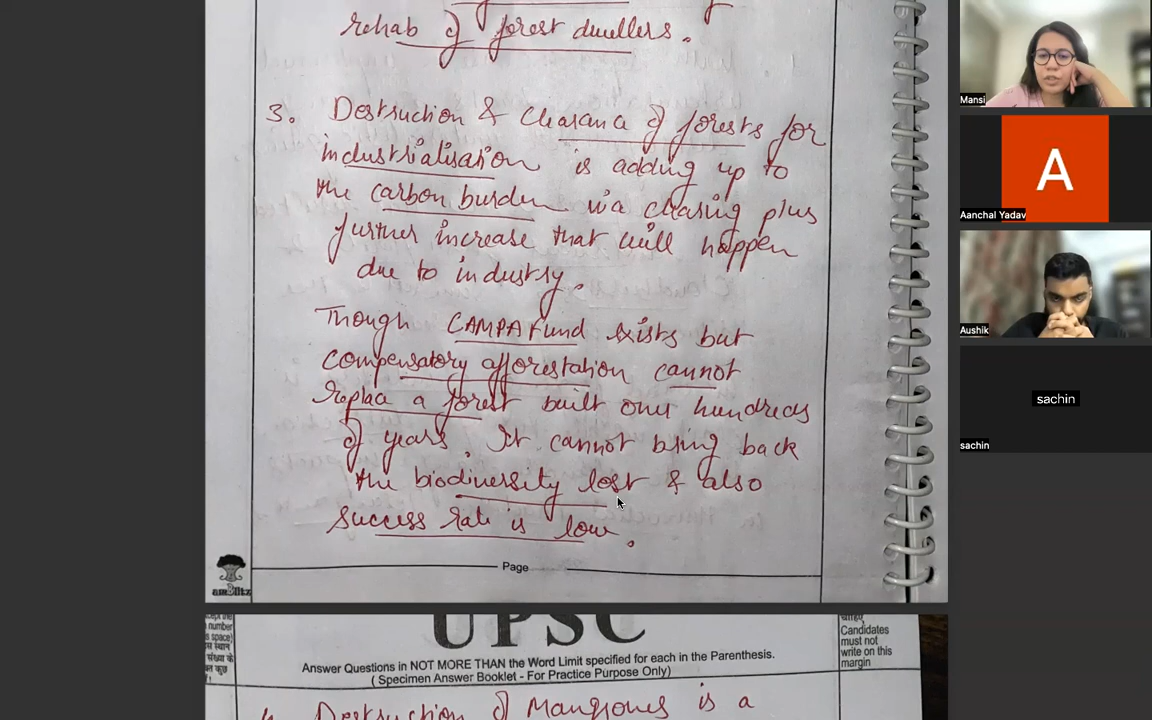 rehab of forest dwellers.
3. Destruction & clearance of forests for
industrialisation is adding up to
the carbon burden via clearing plus
further increase that will happen
due to industry.
Though CAMPA Fund exists but
compensatory afforestation cannot
replace a forest built over hundreds
of years. It cannot bring back
the biodiversity lost & also
success rate is low.
Page
UPSC
Answer Questions in NOT MORE THAN the Word Limit specified for each in the Parenthesis.
( Specimen Answer Booklet - For Practice Purpose Only)
Candidates
must not
write on this
margin
number
s space)
Destruction of Mangroves is a
Mansi
A
Aanchal Yadav
Aushik
sachin
sachin